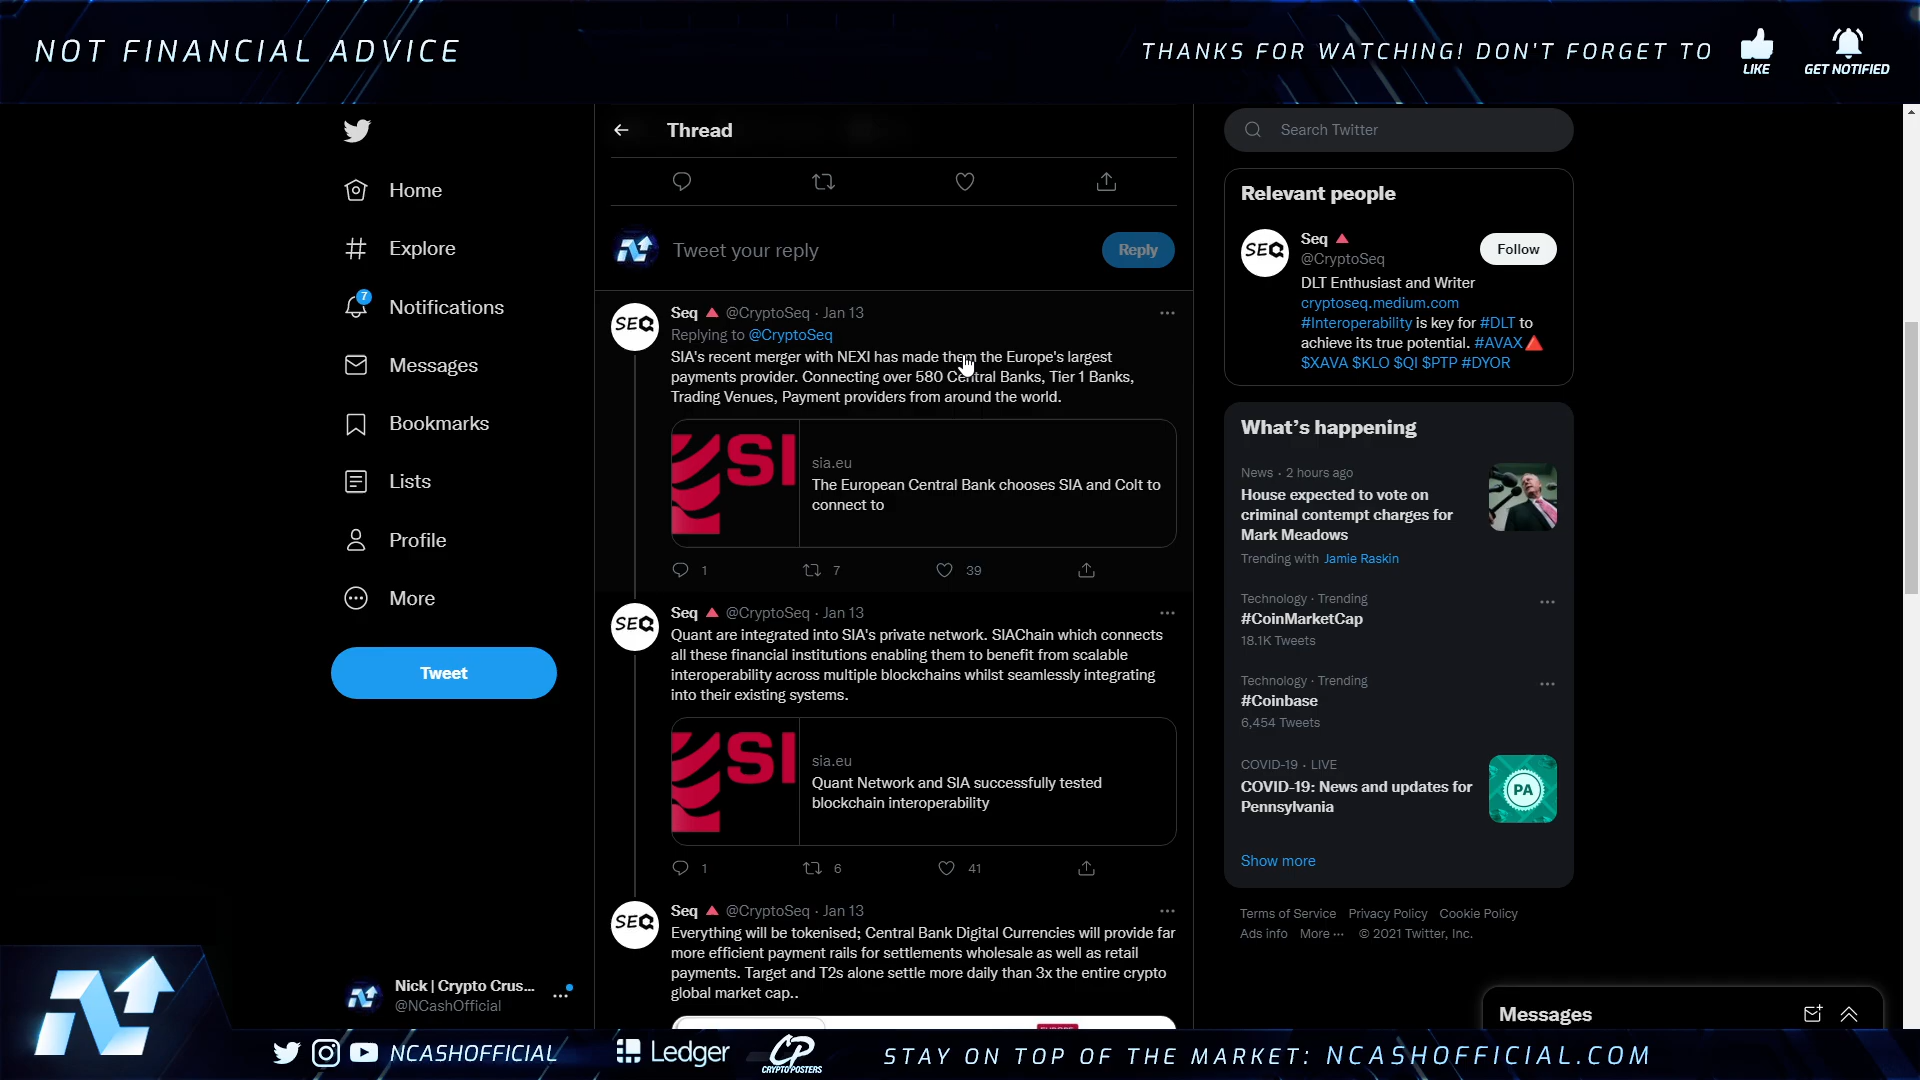 NOT FINANCIAL ADVICE
THANKS FOR WATCHING! DON'T FORGET TO
LIKE
GET NOTIFIED
Home
Explore
7
Notifications
Messages
Bookmarks
Lists
Profile
More
Tweet
Nick | Crypto Crus...
@NCashOfficial
Thread
Tweet your reply
Reply
SEQ
Seq @CryptoSeq · Jan 13
Replying to @CryptoSeq
SIA's recent merger with NEXI has made them the Europe's largest
payments provider. Connecting over 580 Central Banks, Tier 1 Banks,
Trading Venues, Payment providers from around the world.
SI
sia.eu
The European Central Bank chooses SIA and Colt to
connect to
1
7
39
SEQ
Seq @CryptoSeq · Jan 13
Quant are integrated into SIA's private network. SIAChain which connects
all these financial institutions enabling them to benefit from scalable
interoperability across multiple blockchains whilst seamlessly integrating
into their existing systems.
SI
sia.eu
Quant Network and SIA successfully tested
blockchain interoperability
1
6
41
SEQ
Seq @CryptoSeq · Jan 13
Everything will be tokenised; Central Bank Digital Currencies will provide far
more efficient payment rails for settlements wholesale as well as retail
payments. Target and T2s alone settle more daily than 3x the entire crypto
global market cap..
Search Twitter
Relevant people
SEQ
Seq
@CryptoSeq
Follow
DLT Enthusiast and Writer
cryptoseq.medium.com
#Interoperability is key for #DLT to
achieve its true potential. #AVAX
$XAVA $KLO $QI $PTP #DYOR
What's happening
News · 2 hours ago
House expected to vote on
criminal contempt charges for
Mark Meadows
Trending with Jamie Raskin
Technology · Trending
#CoinMarketCap
18.1K Tweets
Technology · Trending
#Coinbase
6,454 Tweets
COVID-19 · LIVE
COVID-19: News and updates for
Pennsylvania
PA
Show more
Terms of Service Privacy Policy Cookie Policy
Ads info More ··· © 2021 Twitter, Inc.
Messages
NCASHOFFICIAL
Ledger
CP
CRYPTOPOSTERS
STAY ON TOP OF THE MARKET: NCASHOFFICIAL.COM